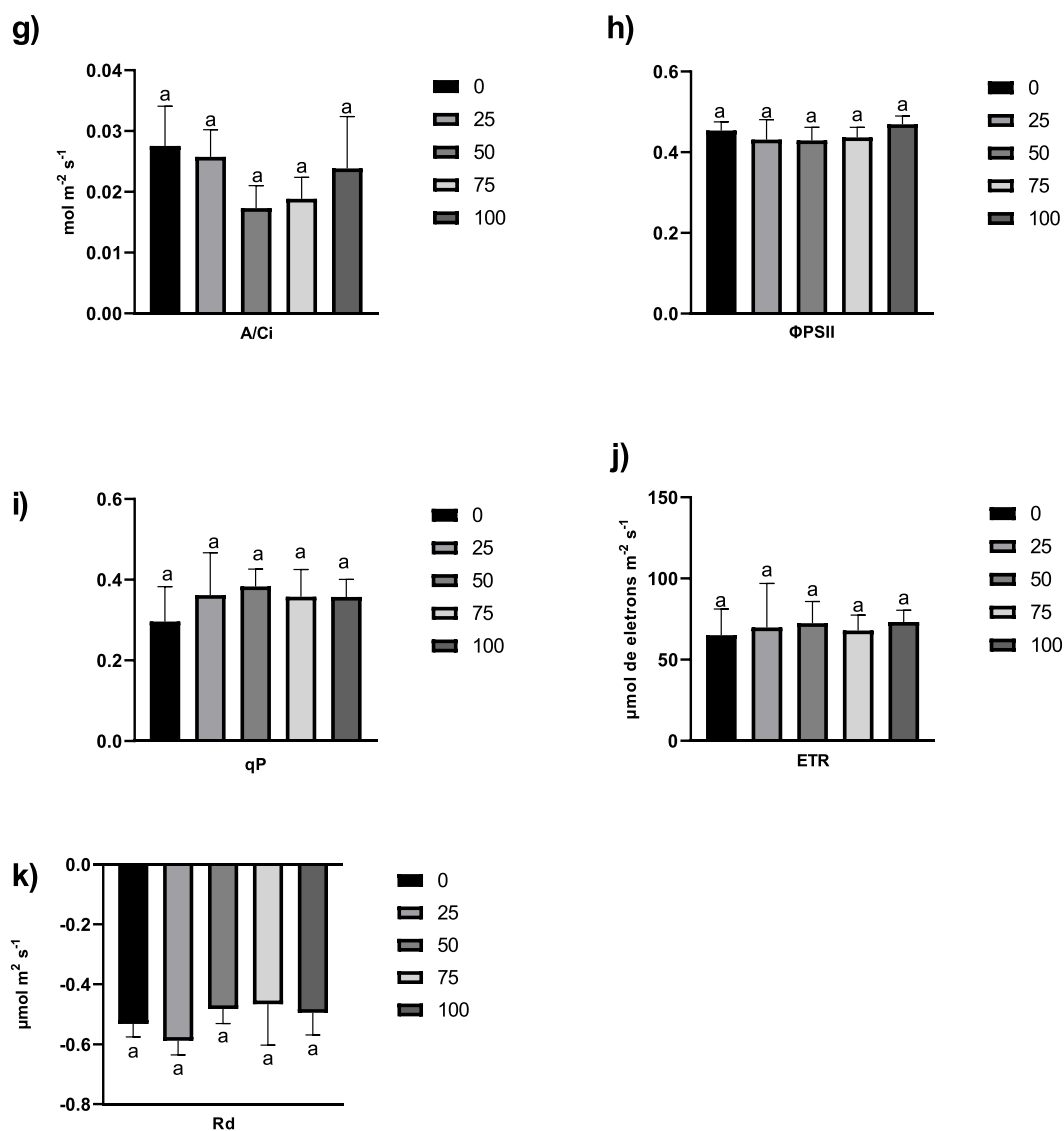 g)
0.04
0.03
0.02
0.01
0.00
mol m⁻² s⁻¹
a a a a a
A/Ci
0
25
50
75
100
h)
0.6
0.4
0.2
0.0
a a a a a
ΦPSII
0
25
50
75
100
i)
0.6
0.4
0.2
0.0
a a a a a
qP
0
25
50
75
100
j)
150
100
50
0
µmol de eletrons m⁻² s⁻¹
a a a a a
ETR
0
25
50
75
100
k)
0.0
-0.2
-0.4
-0.6
-0.8
µmol m² s⁻¹
a a a a a
Rd
0
25
50
75
100